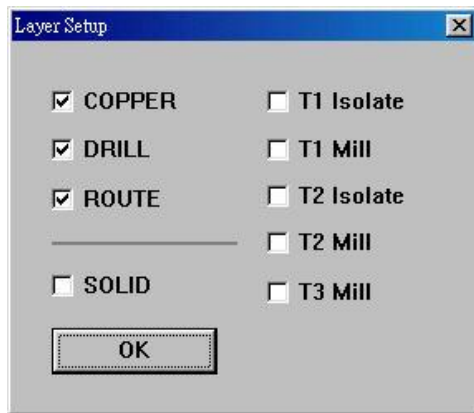 Layer Setup
COPPER
DRILL
ROUTE
SOLID
OK
T1 Isolate
T1 Mill
T2 Isolate
T2 Mill
T3 Mill